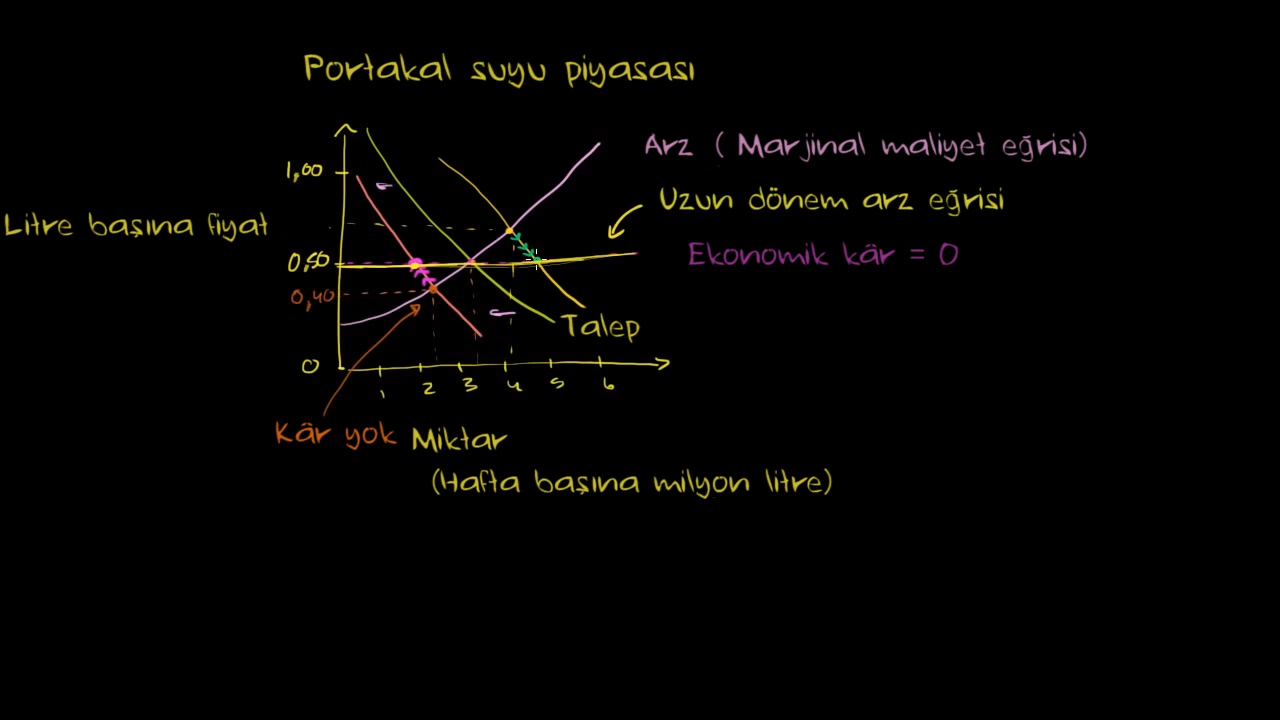 Portakal suyu piyasası
Arz ( Marjinal maliyet eğrisi)
1,00
Uzun dönem arz eğrisi
Litre başına fiyat
Ekonomik kâr = 0
0,50
0,40
Talep
0
1 2 3 4 5 6
Kâr yok
Miktar
(Hafta başına milyon litre)